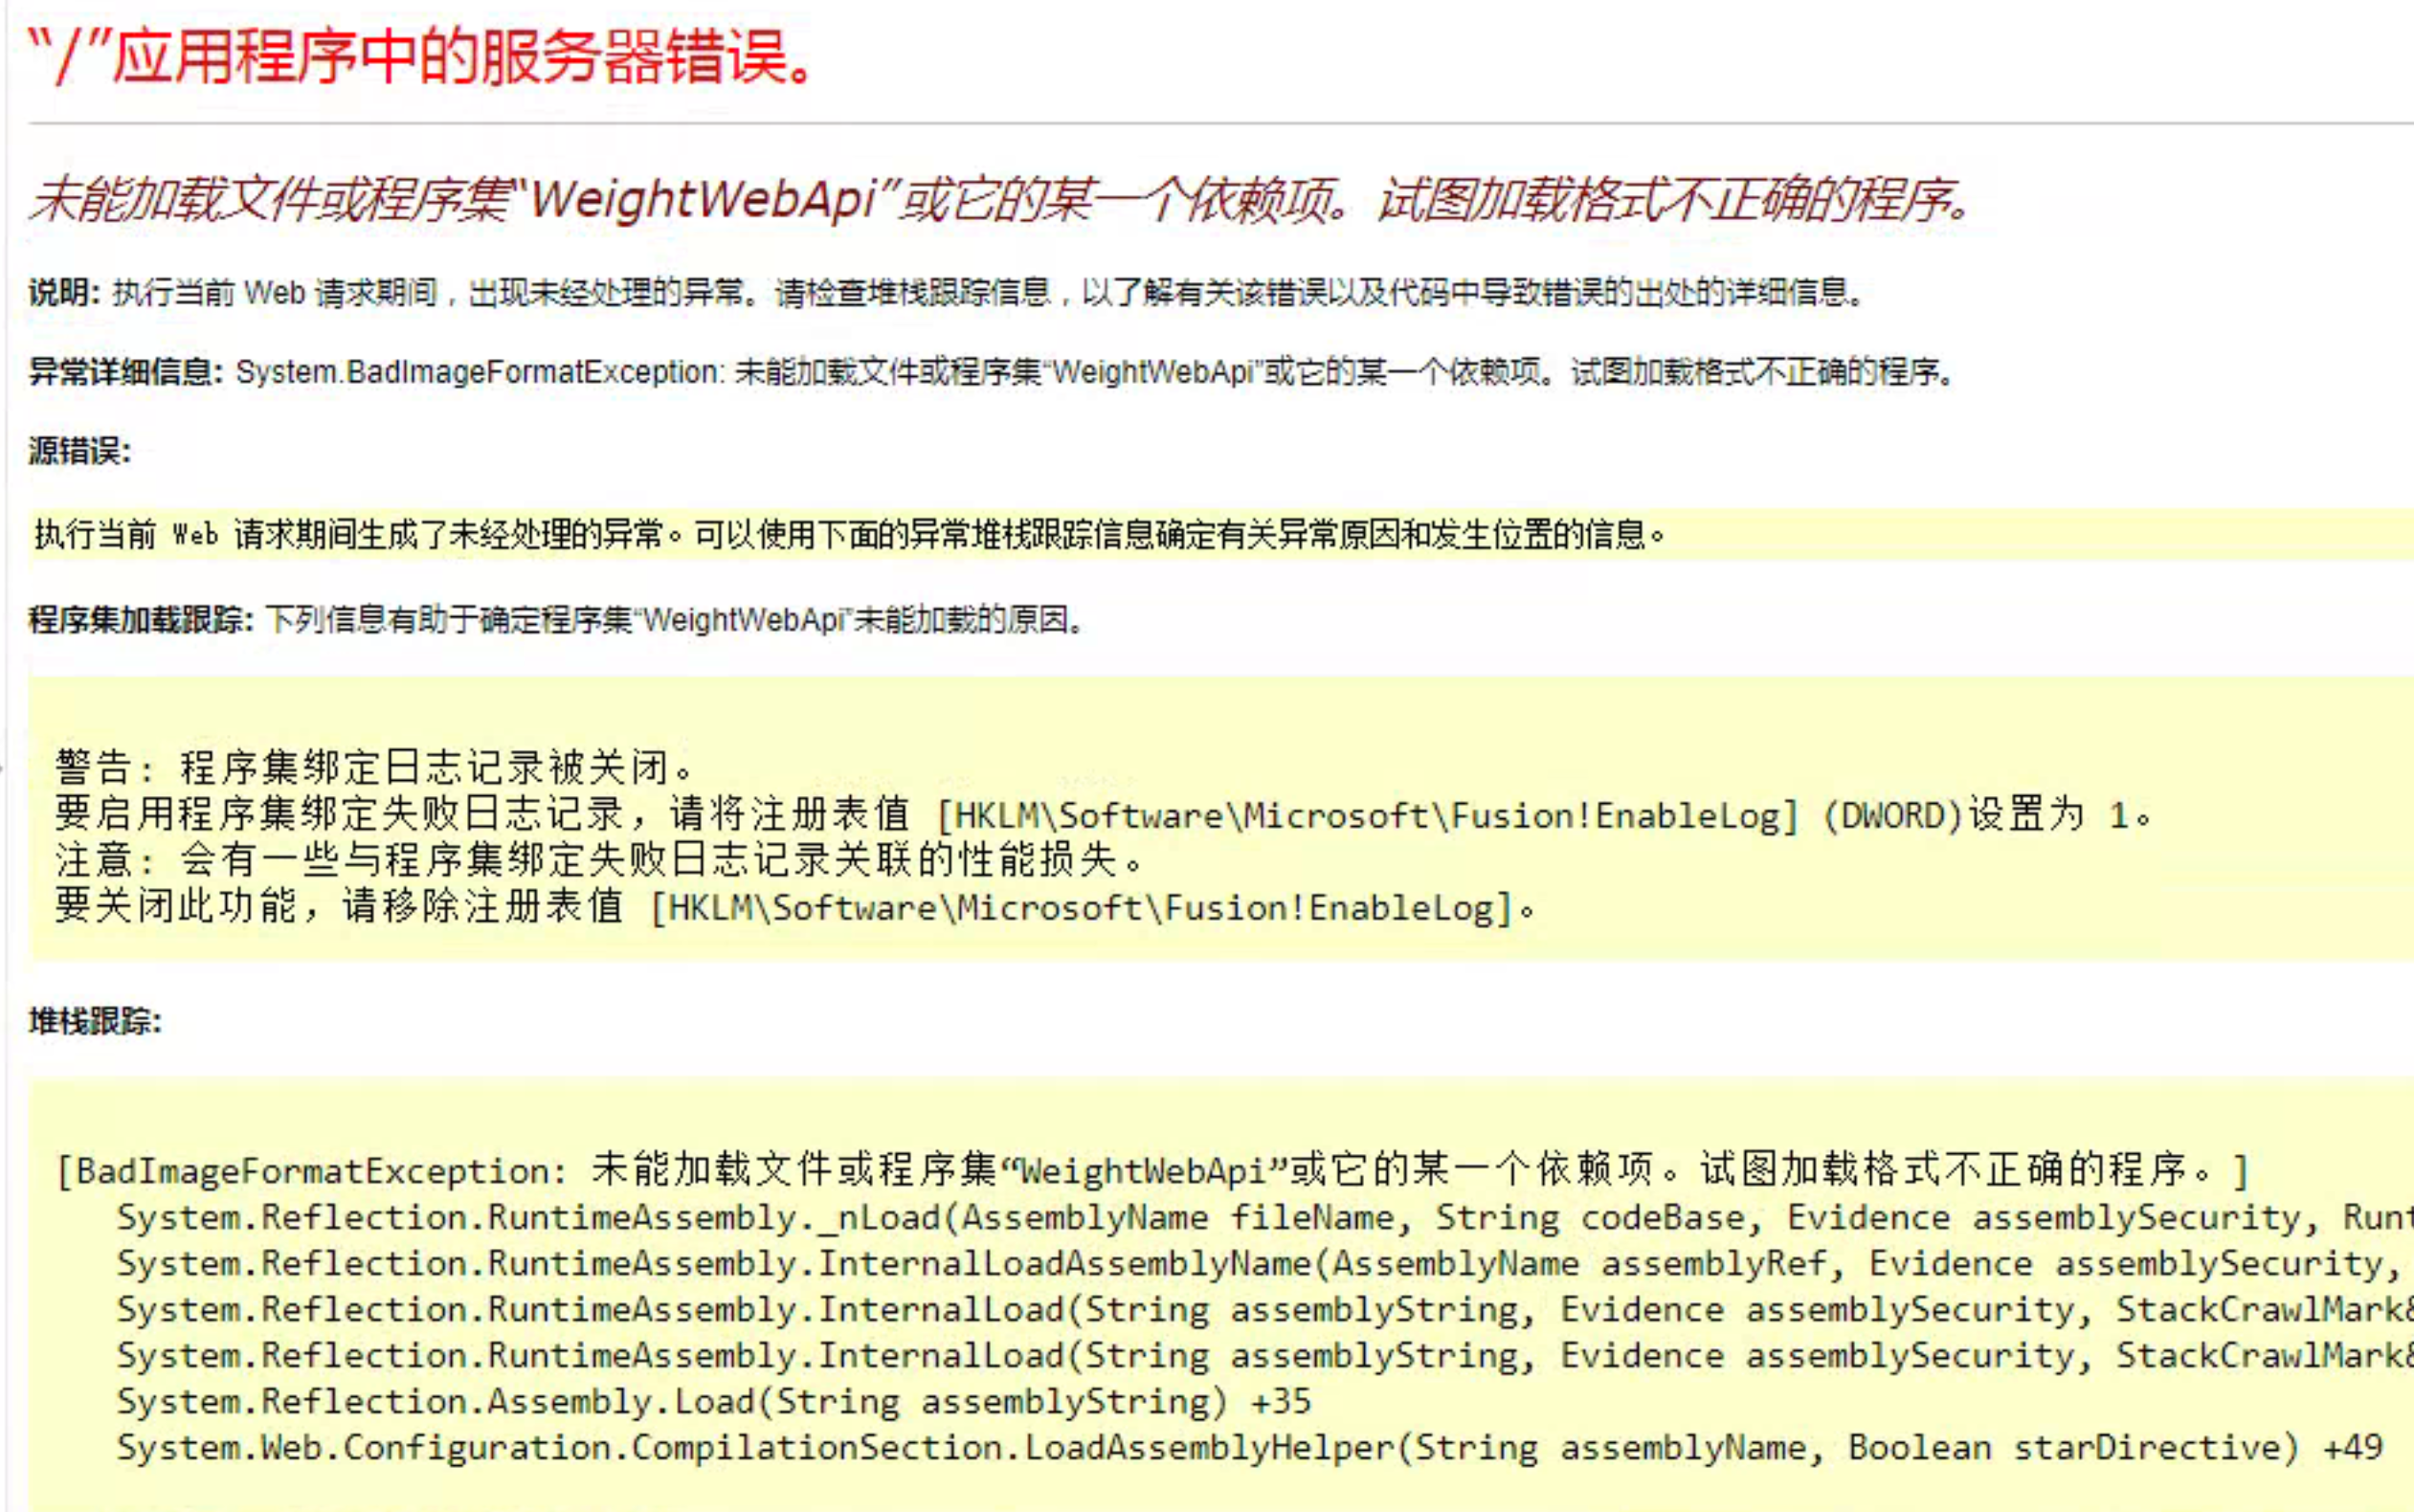 “/”应用程序中的服务器错误。
未能加载文件或程序集“WeightWebApi”或它的某一个依赖项。试图加载格式不正确的程序。
说明: 执行当前 Web 请求期间，出现未经处理的异常。请检查堆栈跟踪信息，以了解有关该错误以及代码中导致错误的出处的详细信息。
异常详细信息: System.BadImageFormatException: 未能加载文件或程序集“WeightWebApi”或它的某一个依赖项。试图加载格式不正确的程序。
源错误:
执行当前 Web 请求期间生成了未经处理的异常。可以使用下面的异常堆栈跟踪信息确定有关异常原因和发生位置的信息。
程序集加载跟踪: 下列信息有助于确定程序集“WeightWebApi”未能加载的原因。
警告: 程序集绑定日志记录被关闭。
要启用程序集绑定失败日志记录，请将注册表值 [HKLM\Software\Microsoft\Fusion!EnableLog] (DWORD)设置为 1。
注意: 会有一些与程序集绑定失败日志记录关联的性能损失。
要关闭此功能，请移除注册表值 [HKLM\Software\Microsoft\Fusion!EnableLog]。
堆栈跟踪:
[BadImageFormatException: 未能加载文件或程序集“WeightWebApi”或它的某一个依赖项。试图加载格式不正确的程序。]
System.Reflection.RuntimeAssembly._nLoad(AssemblyName fileName, String codeBase, Evidence assemblySecurity, Runt
System.Reflection.RuntimeAssembly.InternalLoadAssemblyName(AssemblyName assemblyRef, Evidence assemblySecurity,
System.Reflection.RuntimeAssembly.InternalLoad(String assemblyString, Evidence assemblySecurity, StackCrawlMark&
System.Reflection.RuntimeAssembly.InternalLoad(String assemblyString, Evidence assemblySecurity, StackCrawlMark&
System.Reflection.Assembly.Load(String assemblyString) +35
System.Web.Configuration.CompilationSection.LoadAssemblyHelper(String assemblyName, Boolean starDirective) +49